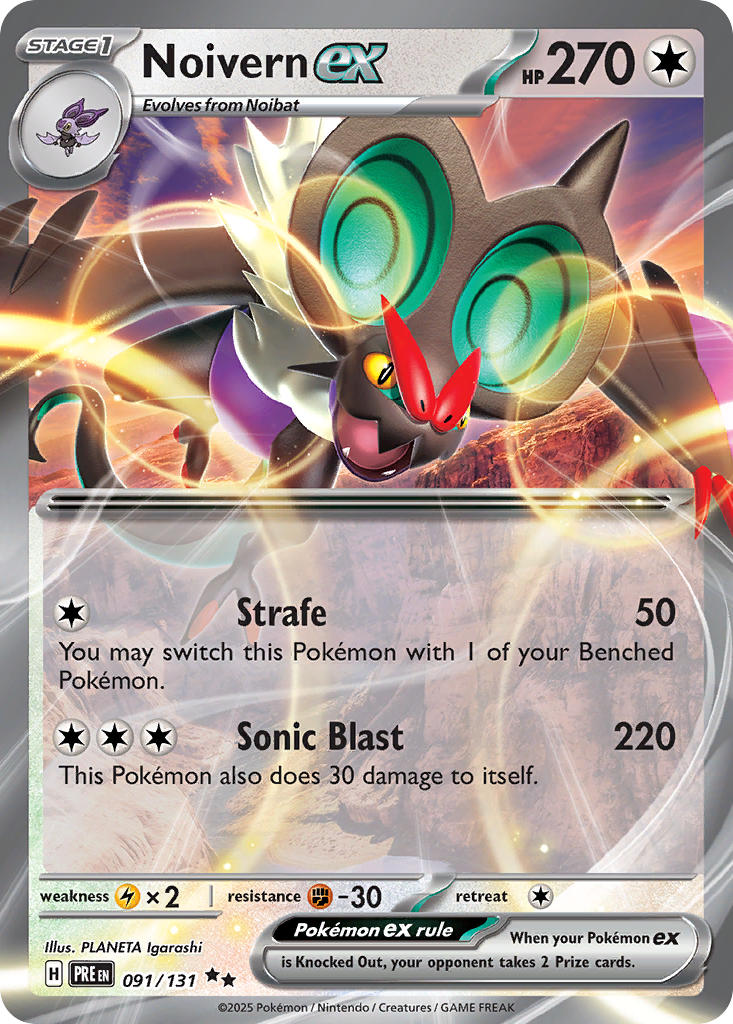 STAGE 1
Noivern ex
HP 270
Evolves from Noibat
Strafe 50
You may switch this Pokémon with 1 of your Benched
Pokémon.
Sonic Blast 220
This Pokémon also does 30 damage to itself.
weakness ×2 resistance -30 retreat
Illus. PLANETA Igarashi
Pokémon ex rule
When your Pokémon ex
is Knocked Out, your opponent takes 2 Prize cards.
H PRE EN 091/131
©2025 Pokémon / Nintendo / Creatures / GAME FREAK